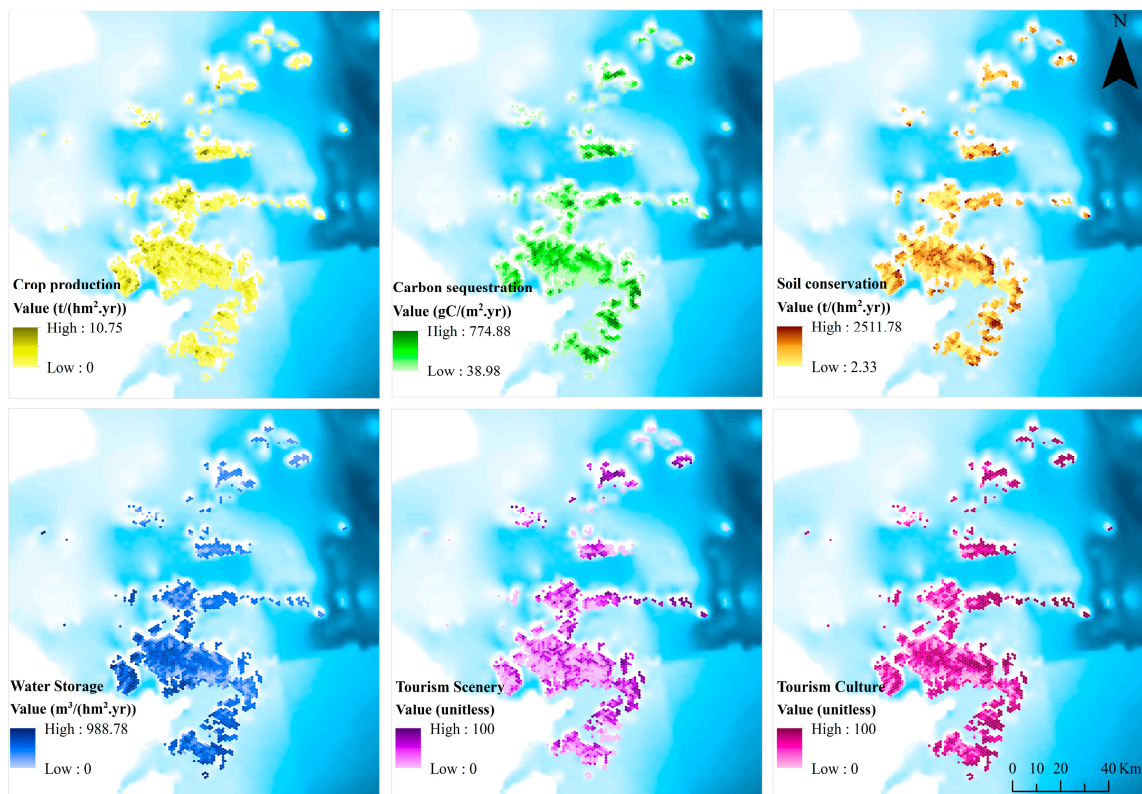 N
Crop production
Value (t/(hm².yr))
High : 10.75
Low : 0
Carbon sequestration
Value (gC/(m².yr))
High : 774.88
Low : 38.98
Soil conservation
Value (t/(hm².yr))
High : 2511.78
Low : 2.33
Water Storage
Value (m³/(hm².yr))
High : 988.78
Low : 0
Tourism Scenery
Value (unitless)
High : 100
Low : 0
Tourism Culture
Value (unitless)
High : 100
Low : 0
0 10 20 40 Km